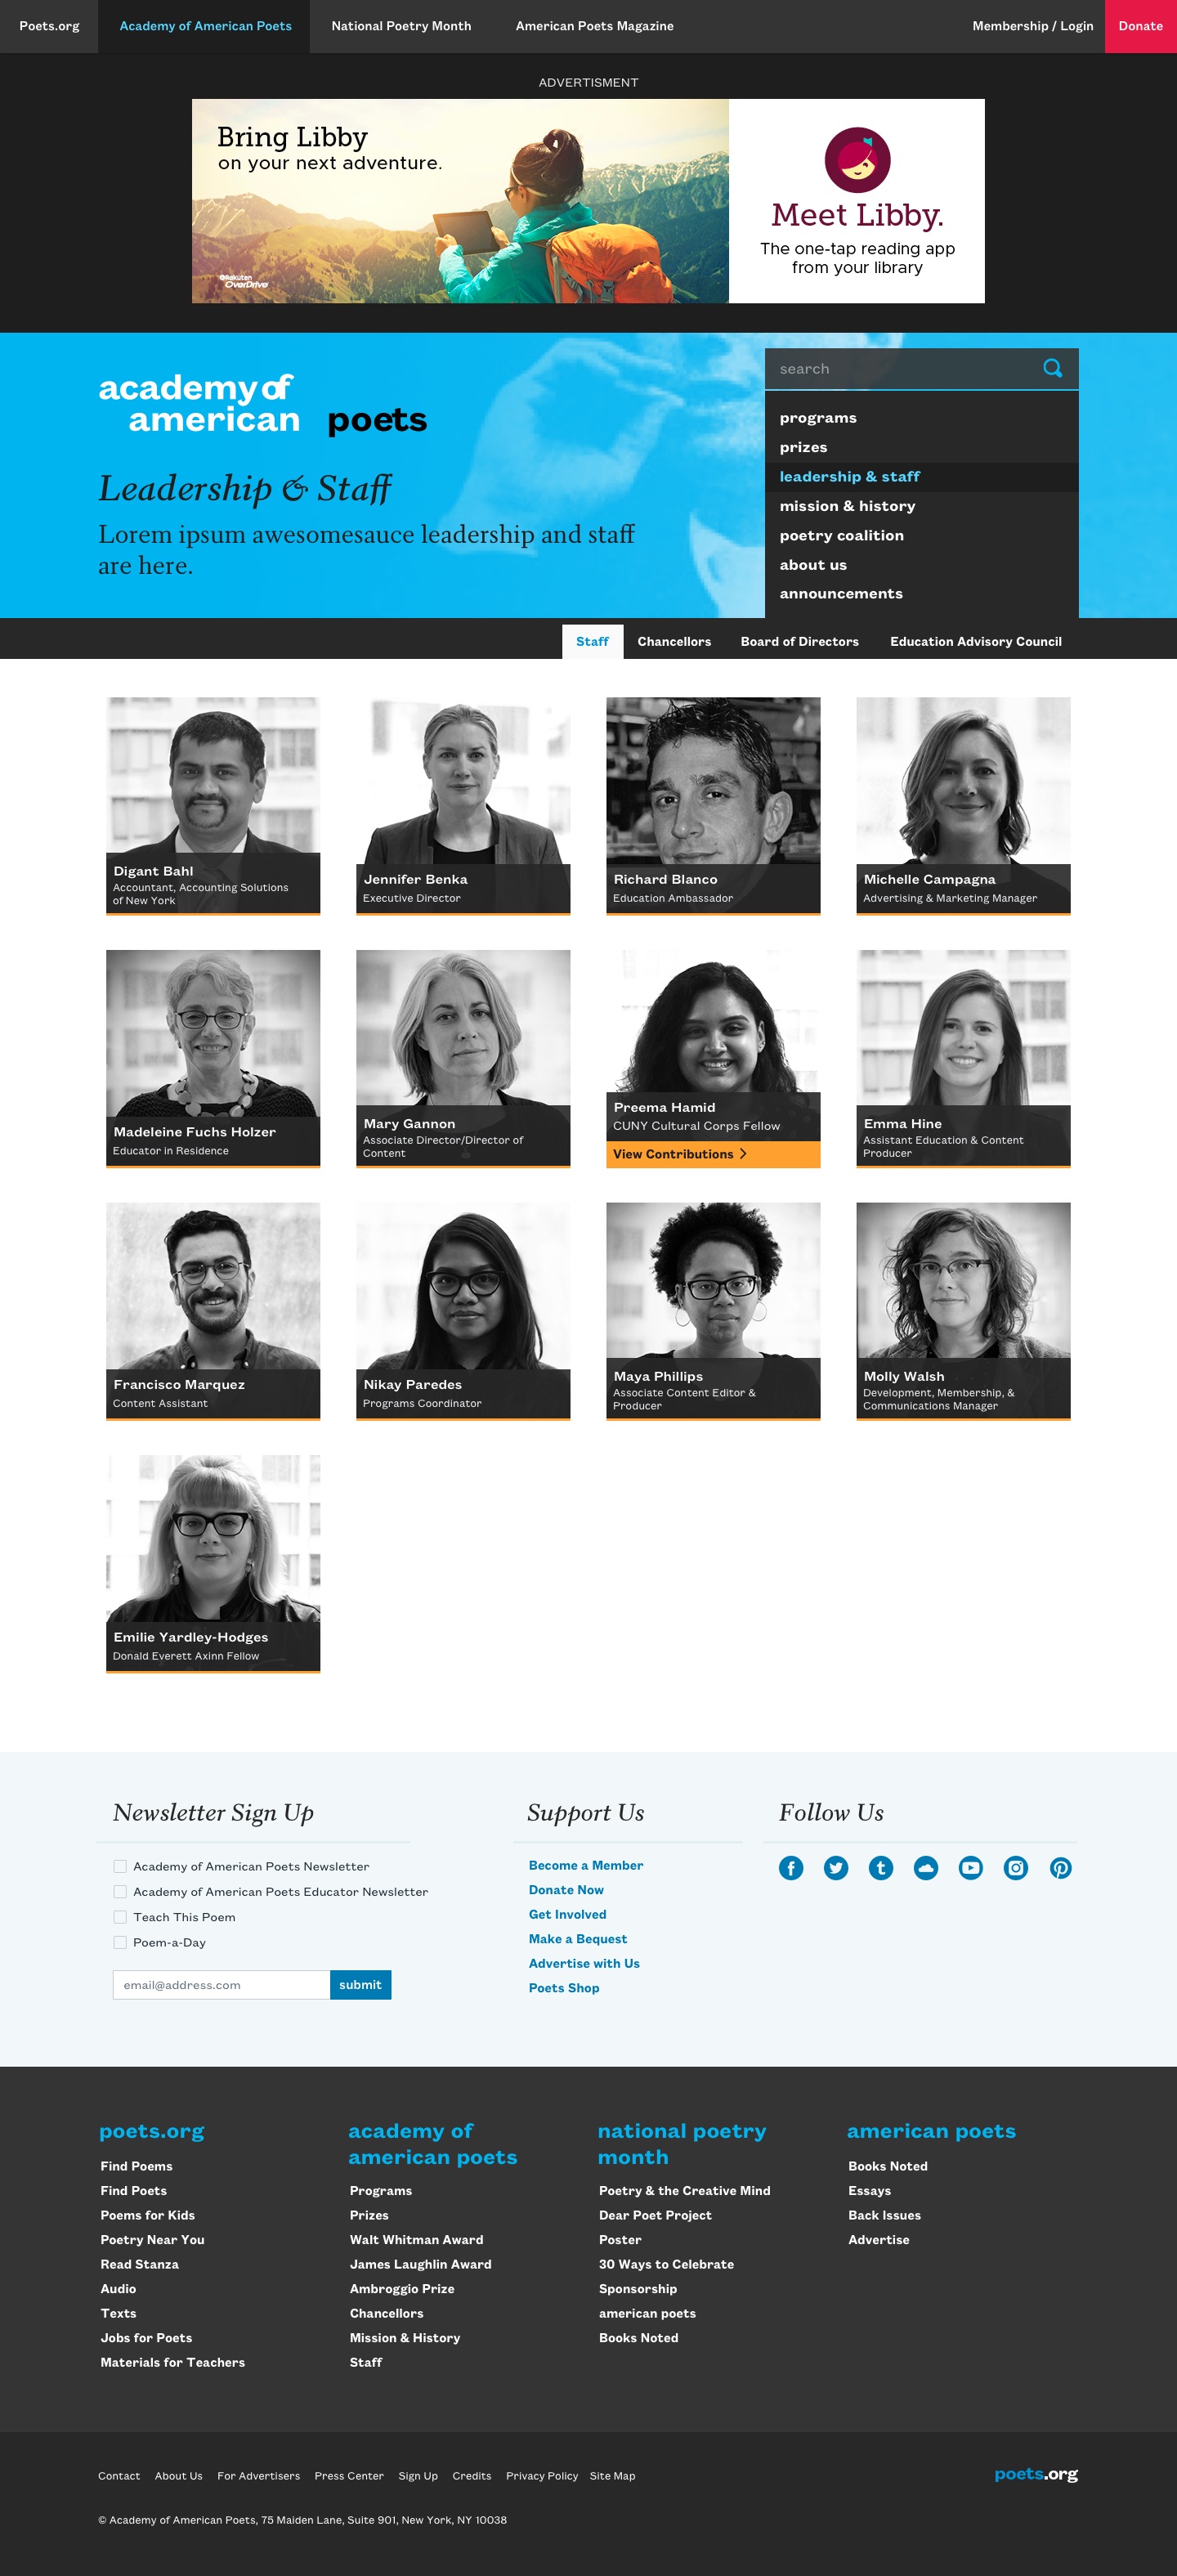 Poets.org
Academy of American Poets
National Poetry Month
American Poets Magazine
Membership / Login
Donate
ADVERTISMENT
Bring Libby
on your next adventure.
Rakuten
OverDrive
Meet Libby.
The one-tap reading app
from your library
academy of
american poets
Leadership & Staff
Lorem ipsum awesomesauce leadership and staff
are here.
search
programs
prizes
leadership & staff
mission & history
poetry coalition
about us
announcements
Staff
Chancellors
Board of Directors
Education Advisory Council
Digant Bahl
Accountant, Accounting Solutions
of New York
Jennifer Benka
Executive Director
Richard Blanco
Education Ambassador
Michelle Campagna
Advertising & Marketing Manager
Madeleine Fuchs Holzer
Educator in Residence
Mary Gannon
Associate Director/Director of
Content
Preema Hamid
CUNY Cultural Corps Fellow
View Contributions
Emma Hine
Assistant Education & Content
Producer
Francisco Marquez
Content Assistant
Nikay Paredes
Programs Coordinator
Maya Phillips
Associate Content Editor &
Producer
Molly Walsh
Development, Membership, &
Communications Manager
Emilie Yardley-Hodges
Donald Everett Axinn Fellow
Newsletter Sign Up
Academy of American Poets Newsletter
Academy of American Poets Educator Newsletter
Teach This Poem
Poem-a-Day
email@address.com
submit
Support Us
Become a Member
Donate Now
Get Involved
Make a Bequest
Advertise with Us
Poets Shop
Follow Us
poets.org
Find Poems
Find Poets
Poems for Kids
Poetry Near You
Read Stanza
Audio
Texts
Jobs for Poets
Materials for Teachers
academy of
american poets
Programs
Prizes
Walt Whitman Award
James Laughlin Award
Ambroggio Prize
Chancellors
Mission & History
Staff
national poetry
month
Poetry & the Creative Mind
Dear Poet Project
Poster
30 Ways to Celebrate
Sponsorship
american poets
Books Noted
american poets
Books Noted
Essays
Back Issues
Advertise
Contact
About Us
For Advertisers
Press Center
Sign Up
Credits
Privacy Policy
Site Map
poets.org
© Academy of American Poets, 75 Maiden Lane, Suite 901, New York, NY 10038